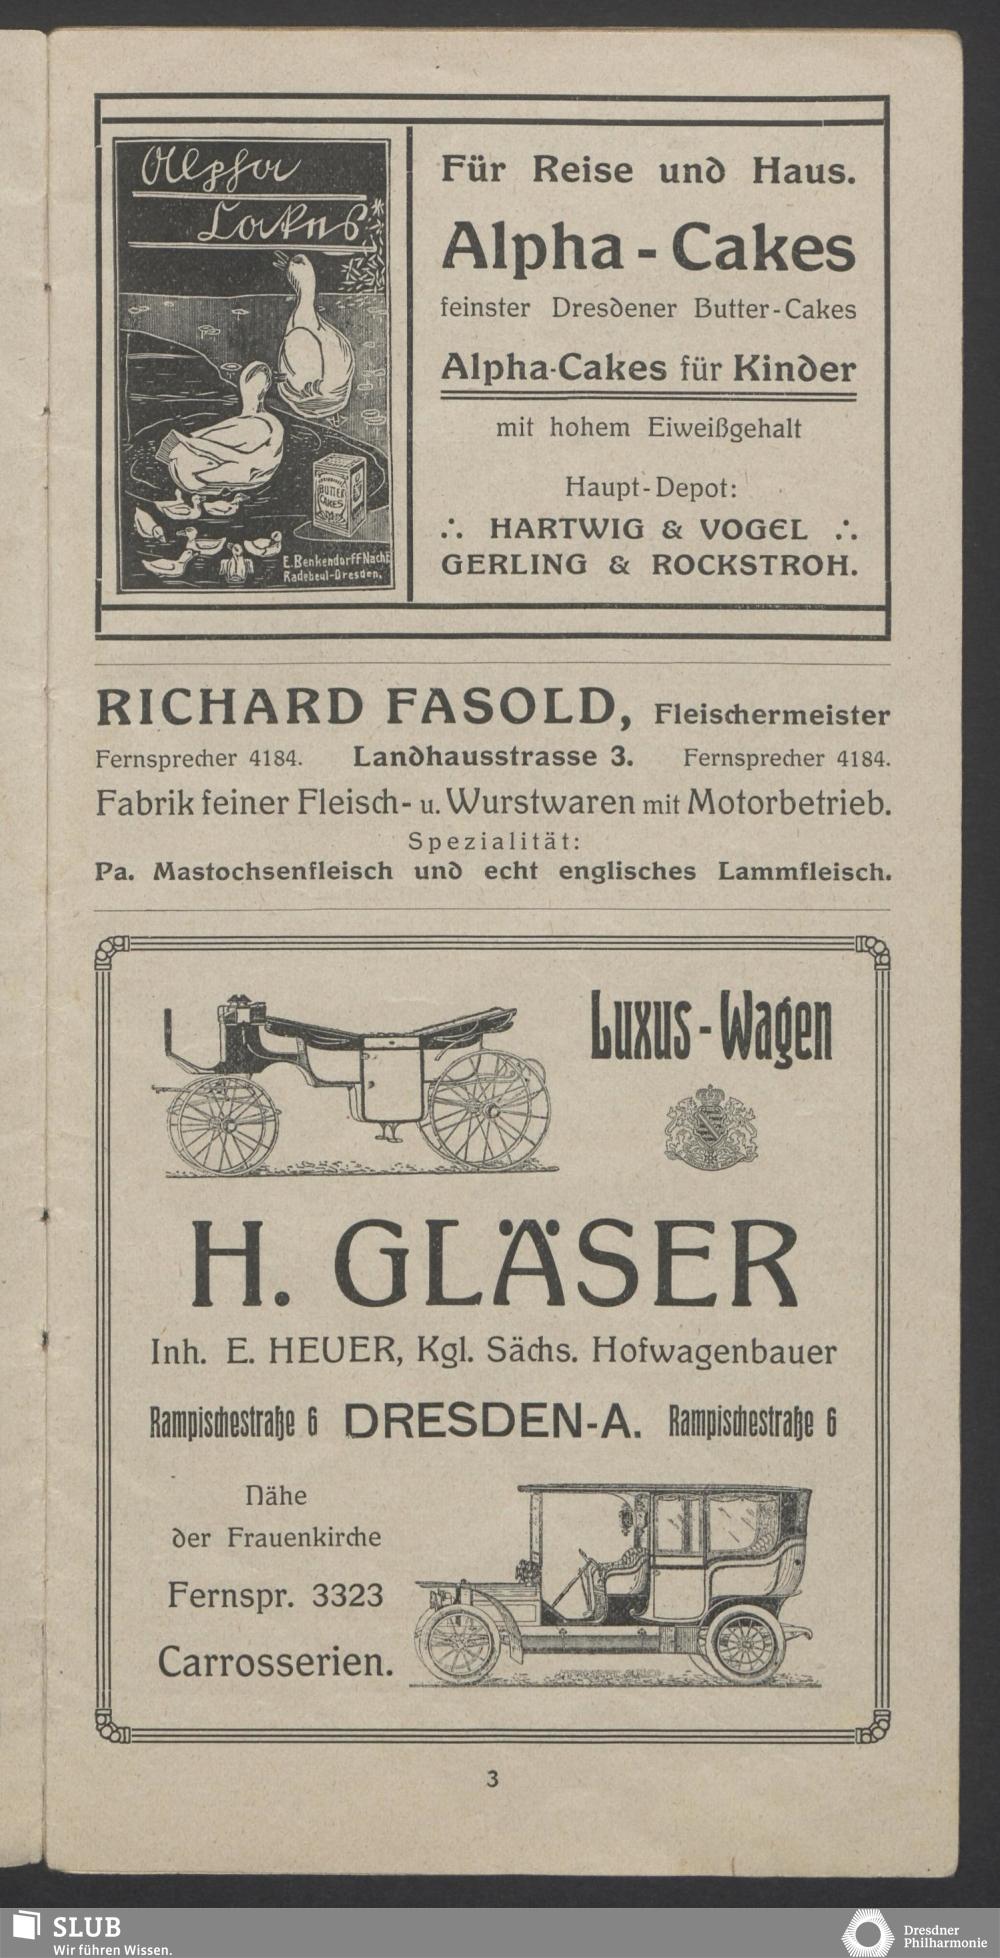 Alpha
Cakes
BUTTER
CAKES
E. Benkendorff Nachf.
Radebeul-Dresden.
Für Reise und Haus.
Alpha - Cakes
feinster Dresdener Butter-Cakes
Alpha-Cakes für Kinder
mit hohem Eiweißgehalt
Haupt-Depot:
∴ HARTWIG & VOGEL ∴
GERLING & ROCKSTROH.
RICHARD FASOLD, Fleischermeister
Fernsprecher 4184. Landhausstrasse 3. Fernsprecher 4184.
Fabrik feiner Fleisch- u. Wurstwaren mit Motorbetrieb.
Spezialität:
Pa. Mastochsenfleisch und echt englisches Lammfleisch.
Luxus-Wagen
H. GLÄSER
Inh. E. HEUER, Kgl. Sächs. Hofwagenbauer
Rampischestraße 6 DRESDEN-A. Rampischestraße 6
Nähe
der Frauenkirche
Fernspr. 3323
Carrosserien.
3
SLUB
Wir führen Wissen.
Dresdner
Philharmonie